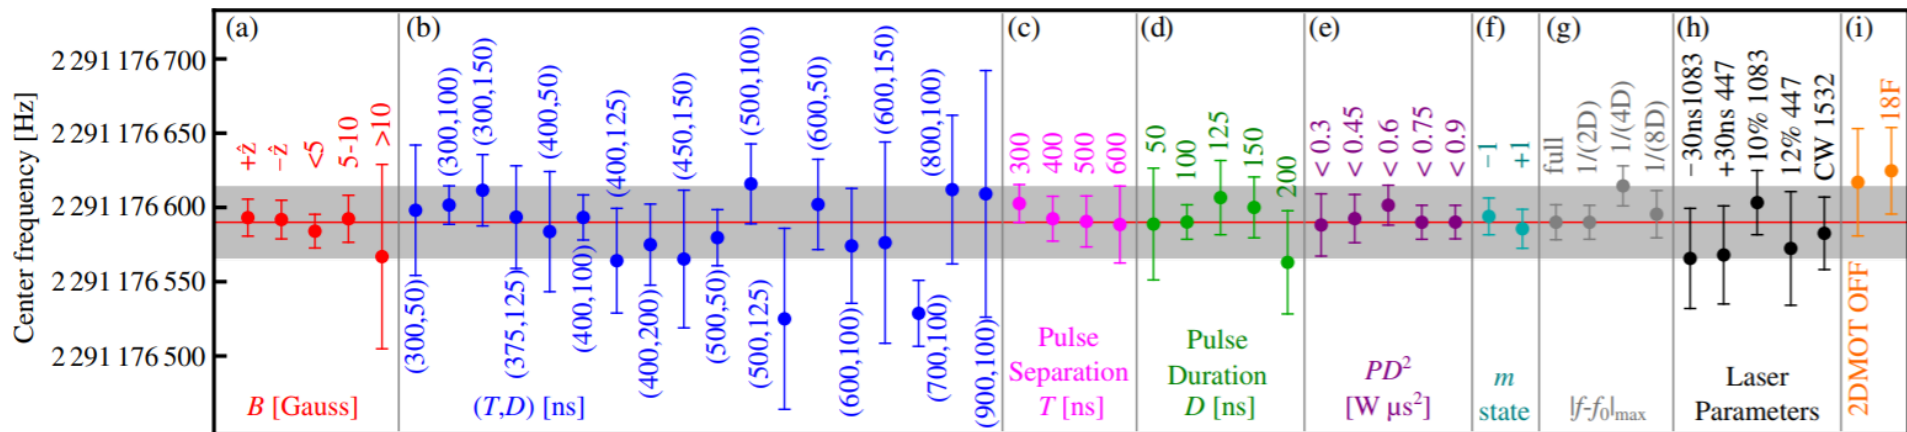 Center frequency [Hz]
2 291 176 700
2 291 176 650
2 291 176 600
2 291 176 550
2 291 176 500
(a)
+ẑ
−ẑ
<5
5-10
>10
B [Gauss]
(b)
(300,50)
(300,100)
(300,150)
(375,125)
(400,50)
(400,100)
(400,125)
(400,200)
(450,150)
(500,50)
(500,100)
(500,125)
(600,50)
(600,100)
(600,150)
(700,100)
(800,100)
(900,100)
(T,D) [ns]
(c)
300
400
500
600
Pulse
Separation
T [ns]
(d)
50
100
125
150
200
Pulse
Duration
D [ns]
(e)
< 0.3
< 0.45
< 0.6
< 0.75
< 0.9
PD²
[W µs²]
(f)
−1
+1
m
state
(g)
full
1/(2D)
1/(4D)
1/(8D)
|f-f₀|max
(h)
−30ns1083
+30ns 447
10% 1083
12% 447
CW 1532
Laser
Parameters
(i)
2DMOT OFF
18F